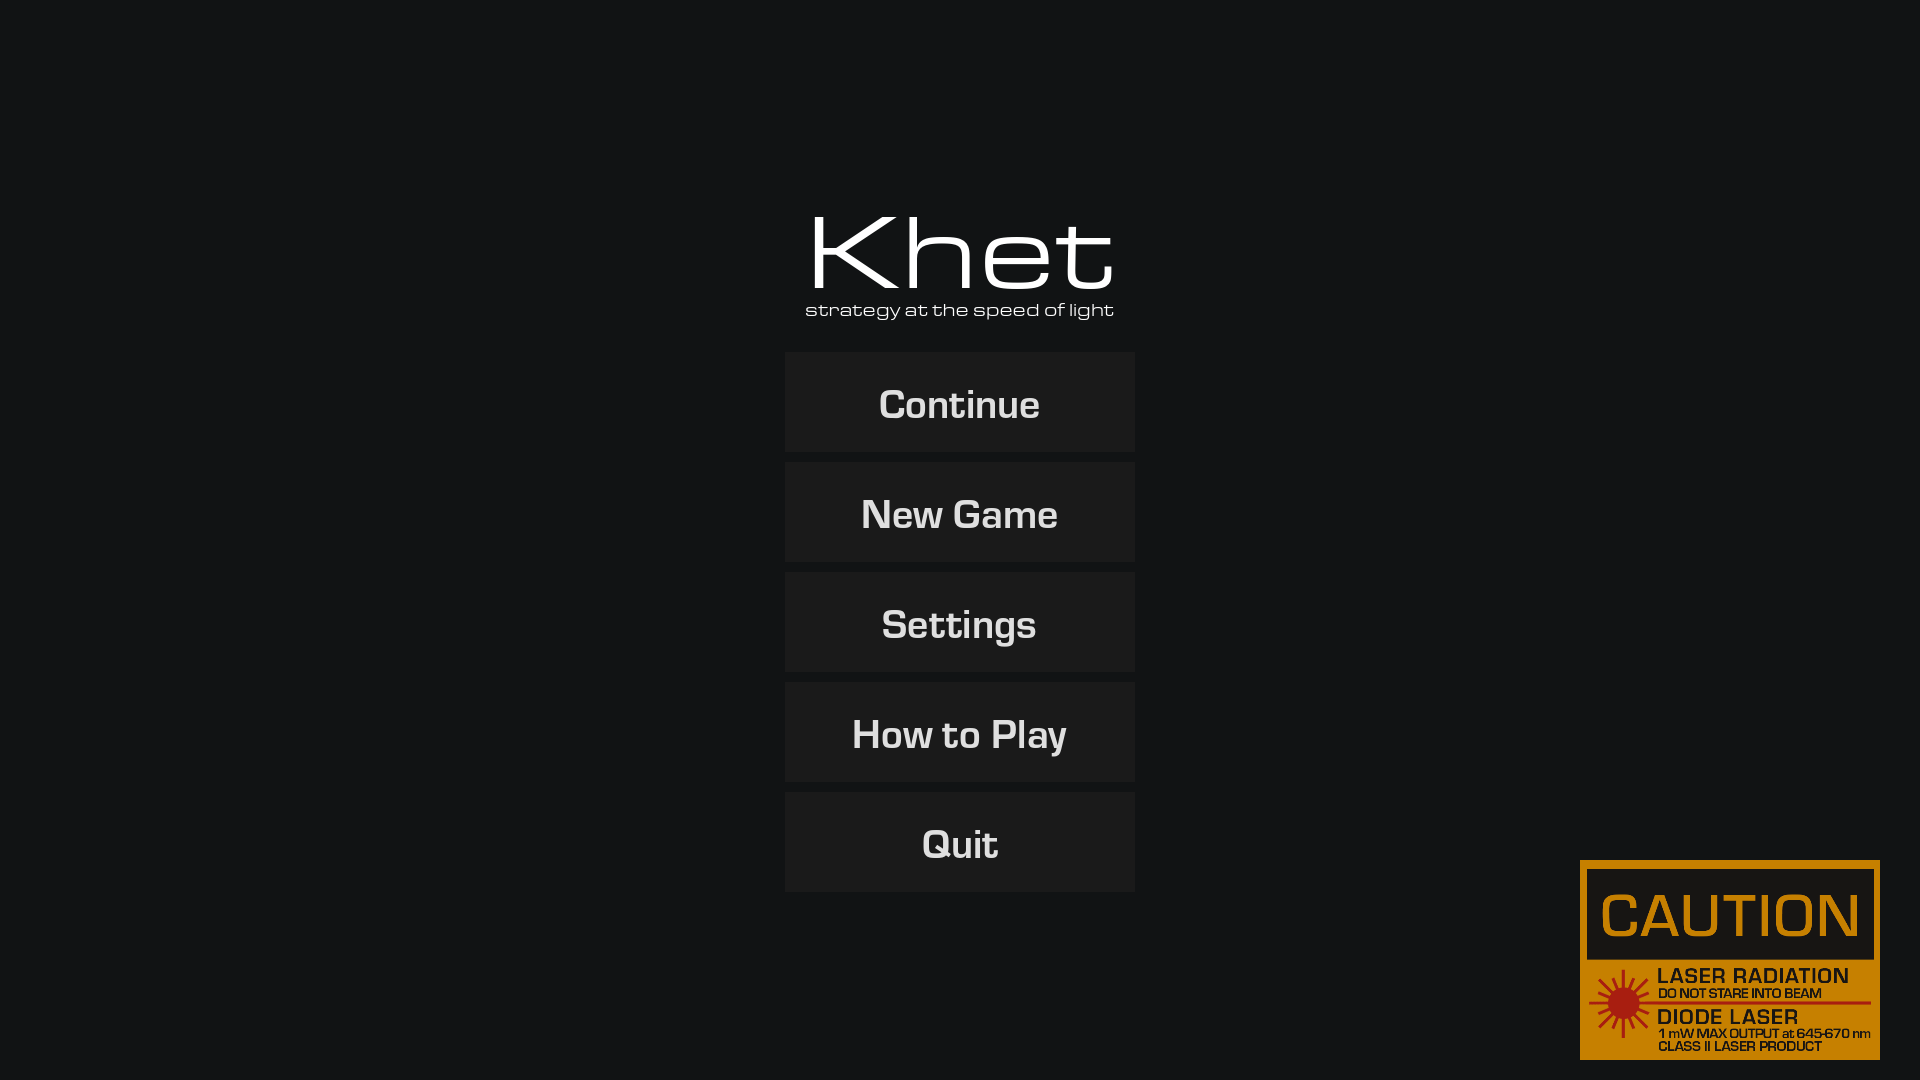 Khet
strategy at the speed of light
Continue
New Game
Settings
How to Play
Quit
CAUTION
LASER RADIATION
DO NOT STARE INTO BEAM
DIODE LASER
1 mW MAX OUTPUT at 645-670 nm
CLASS II LASER PRODUCT